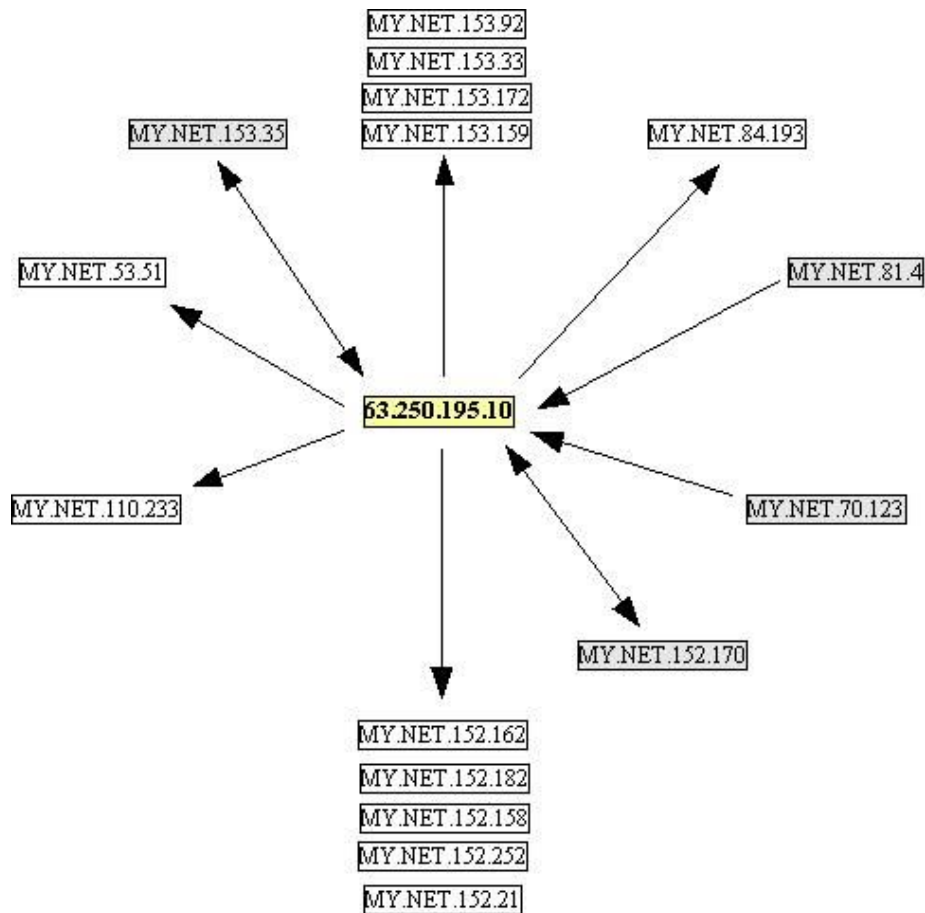 MY.NET.153.92
MY.NET.153.33
MY.NET.153.172
MY.NET.153.159
MY.NET.153.35
MY.NET.84.193
MY.NET.53.51
MY.NET.81.4
63.250.195.10
MY.NET.110.233
MY.NET.70.123
MY.NET.152.170
MY.NET.152.162
MY.NET.152.182
MY.NET.152.158
MY.NET.152.252
MY.NET.152.21